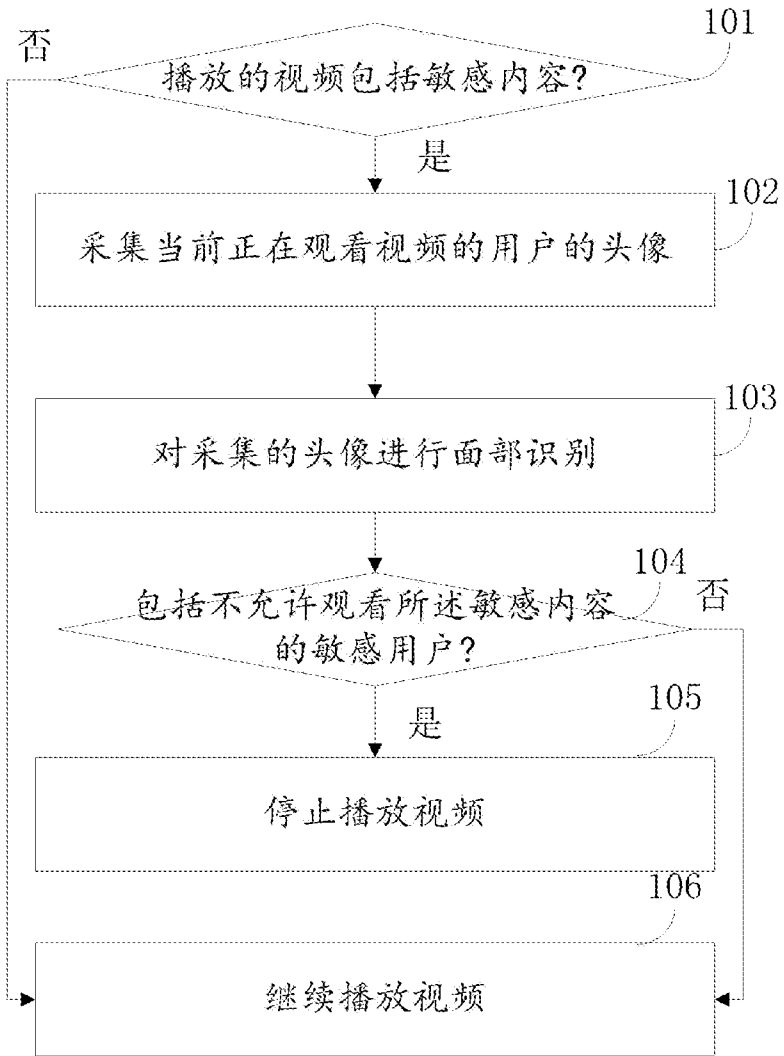 101
否
播放的视频包括敏感内容?
是
102
采集当前正在观看视频的用户的头像
103
对采集的头像进行面部识别
104
否
包括不允许观看所述敏感内容
的敏感用户?
是
105
停止播放视频
106
继续播放视频